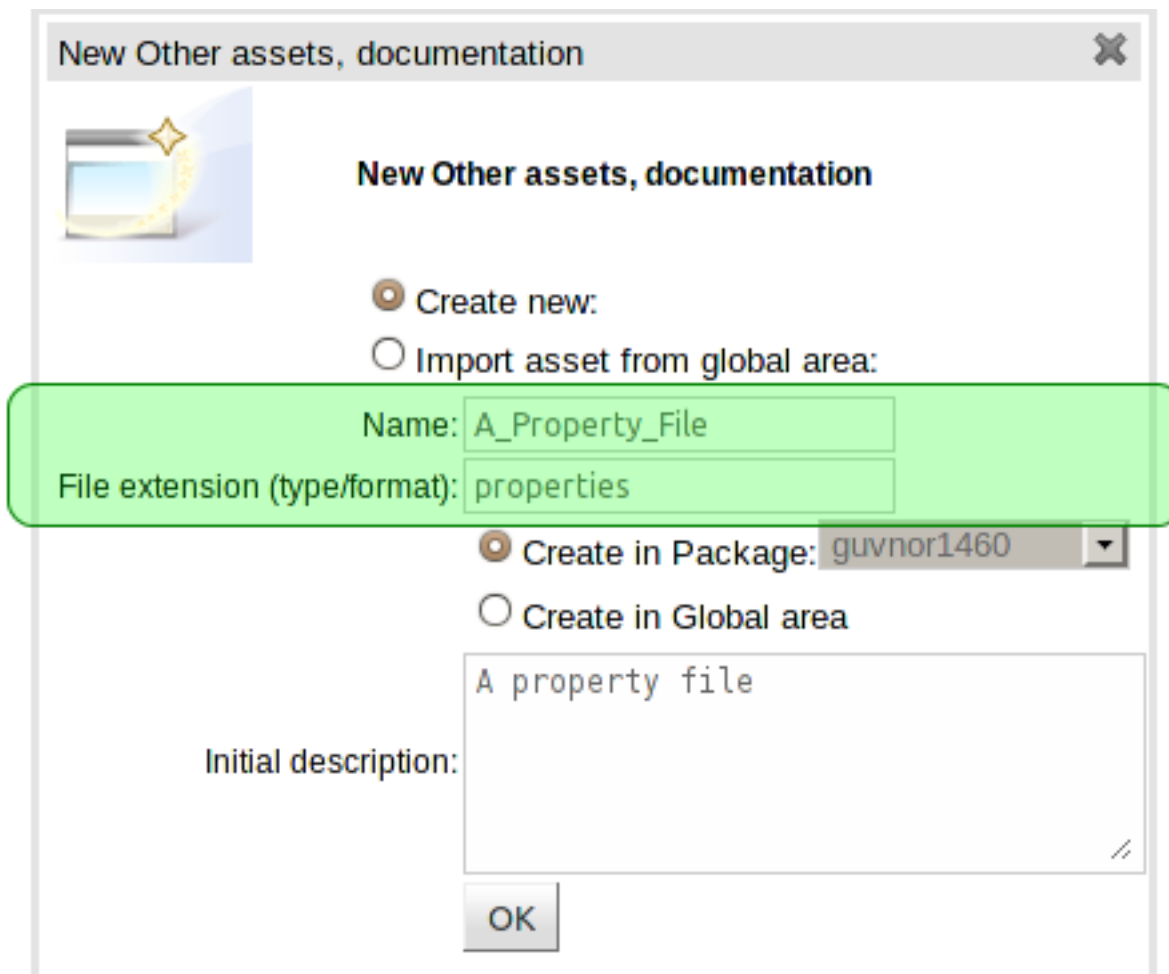 New Other assets, documentation
New Other assets, documentation
Create new:
Import asset from global area:
Name: A_Property_File
File extension (type/format): properties
Create in Package: guvnor1460
Create in Global area
A property file
Initial description:
OK